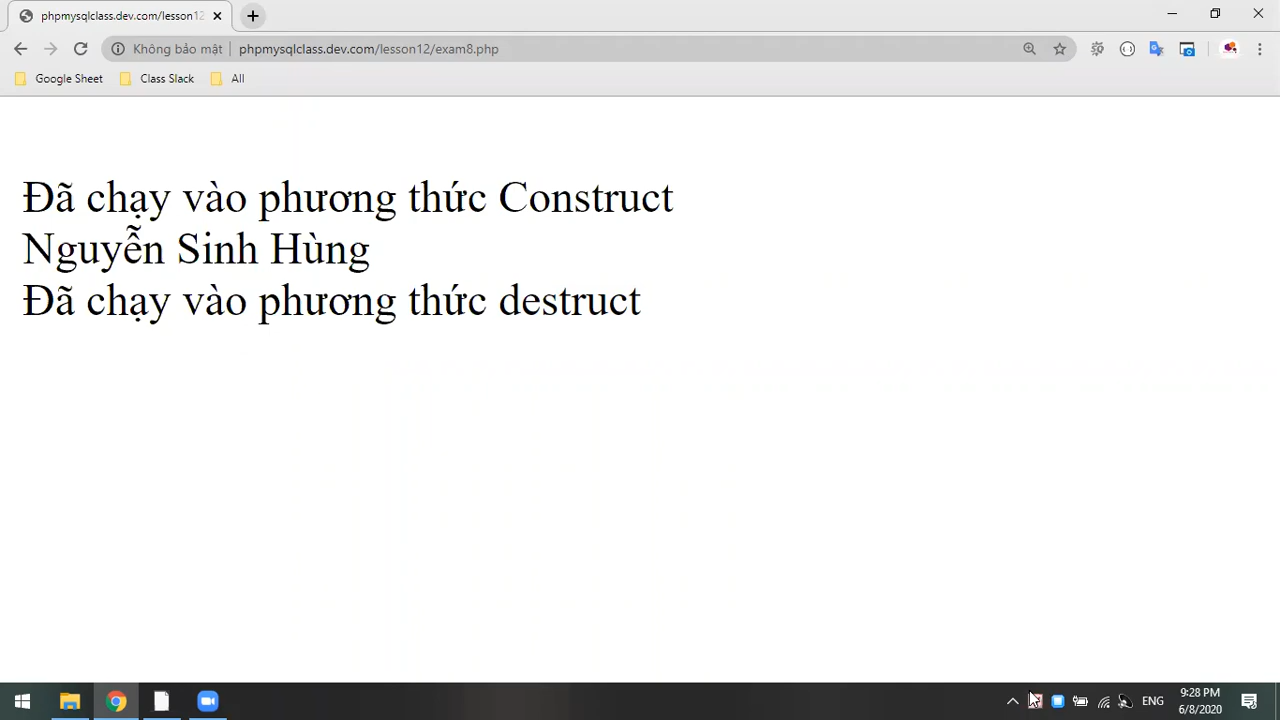 phpmysqlclass.dev.com/lesson12
Không bảo mật
phpmysqlclass.dev.com/lesson12/exam8.php
Google Sheet
Class Slack
All
Đã chạy vào phương thức Construct
Nguyễn Sinh Hùng
Đã chạy vào phương thức destruct
ENG
9:28 PM
6/8/2020